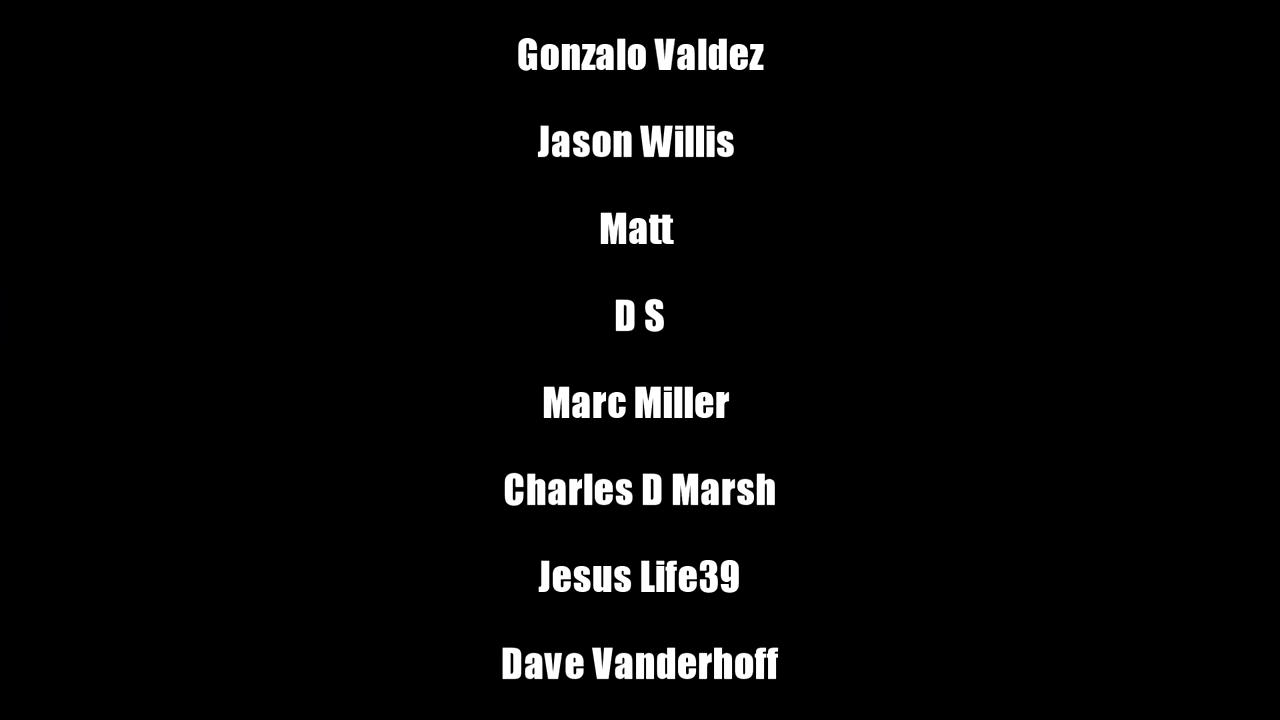 Gonzalo Valdez
Jason Willis
Matt
D S
Marc Miller
Charles D Marsh
Jesus Life39
Dave Vanderhoff